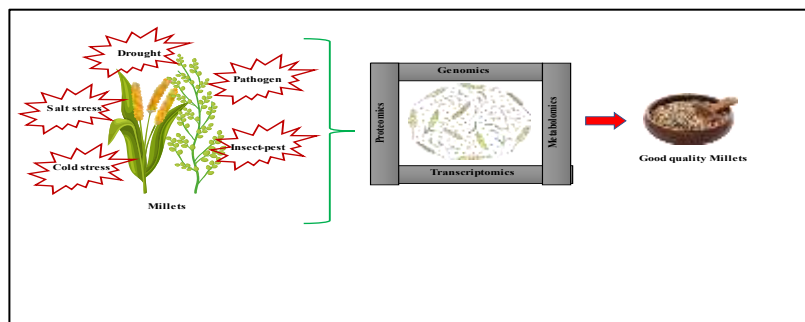 Drought
Pathogen
Salt stress
Insect-pest
Cold stress
Millets
Genomics
Proteomics
Metabolomics
Transcriptomics
Good quality Millets